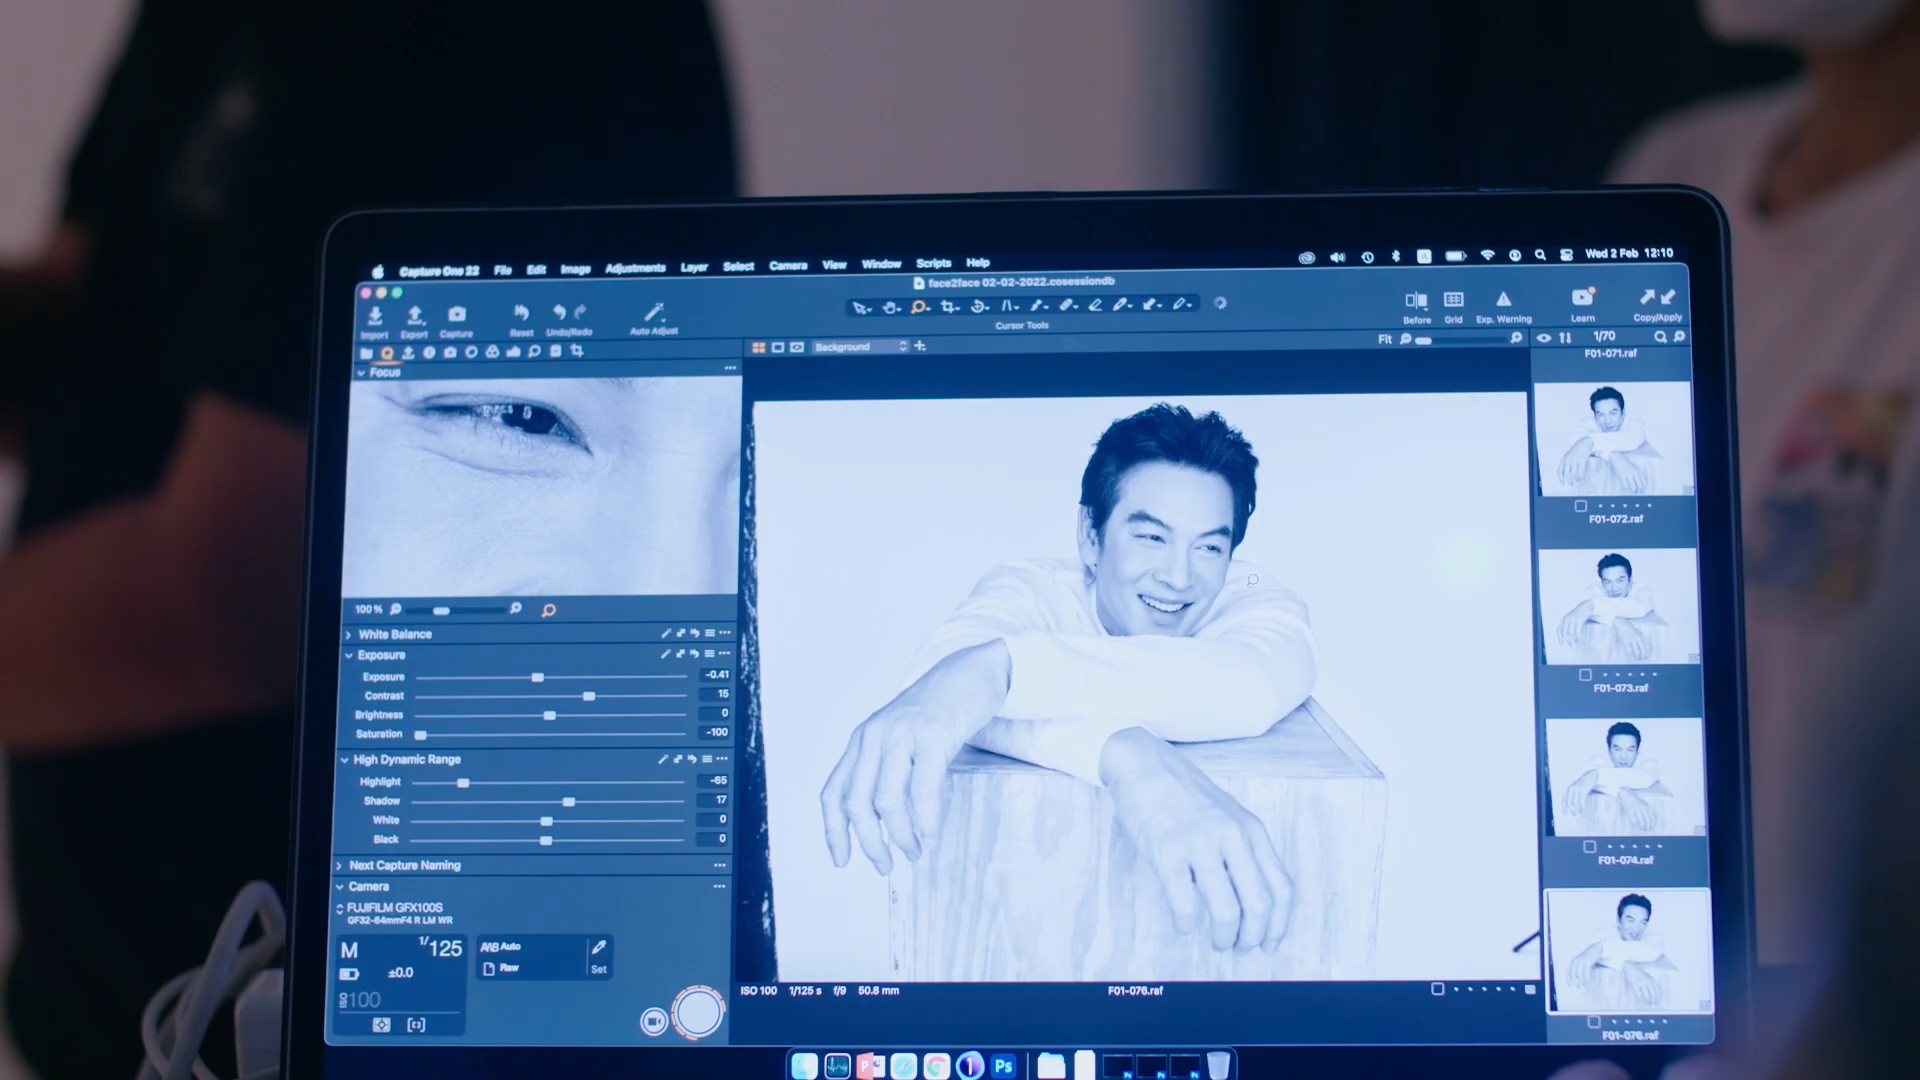 Capture One 22 File Edit Image Adjustments Layer Select Camera View Window Scripts Help
Wed 2 Feb 12:10
face2face 02-02-2022.cosessiondb
Import Export Capture Reset Undo/Redo Auto Adjust
Cursor Tools
Before Grid Exp. Warning Learn Copy/Apply
Focus
Background
Fit
1/70
F01-071.raf
F01-072.raf
F01-073.raf
F01-074.raf
F01-076.raf
100 %
White Balance
Exposure
Exposure -0.41
Contrast 15
Brightness 0
Saturation -100
High Dynamic Range
Highlight -65
Shadow 17
White 0
Black 0
Next Capture Naming
Camera
FUJIFILM GFX100S
GF32-64mmF4 R LM WR
M 1/125
±0.0
ISO 100
AWB Auto
Raw
Set
ISO 100 1/125 s f/9 50.8 mm
F01-076.raf
Ps